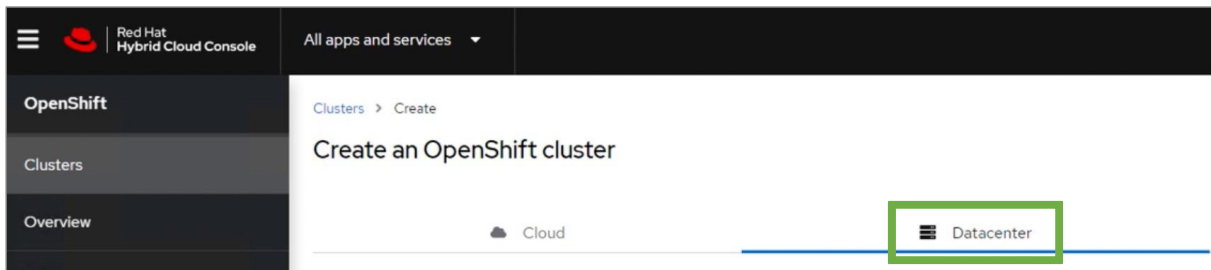 Red Hat
Hybrid Cloud Console
All apps and services
OpenShift
Clusters
Overview
Clusters > Create
Create an OpenShift cluster
Cloud
Datacenter